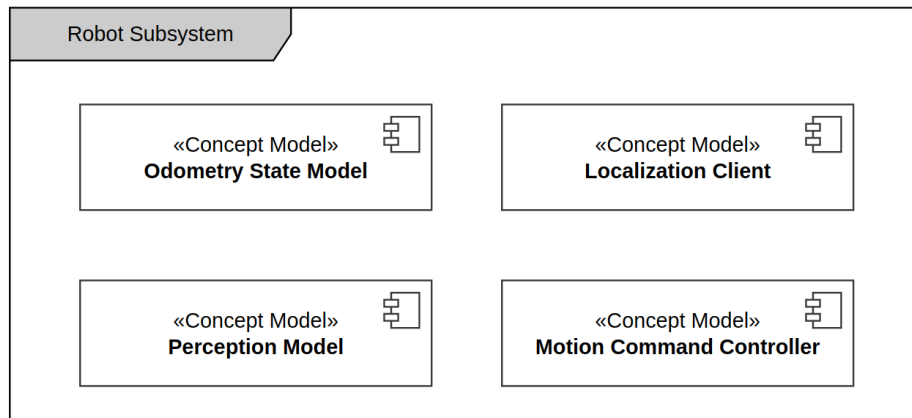 Robot Subsystem
«Concept Model»
Odometry State Model
«Concept Model»
Localization Client
«Concept Model»
Perception Model
«Concept Model»
Motion Command Controller